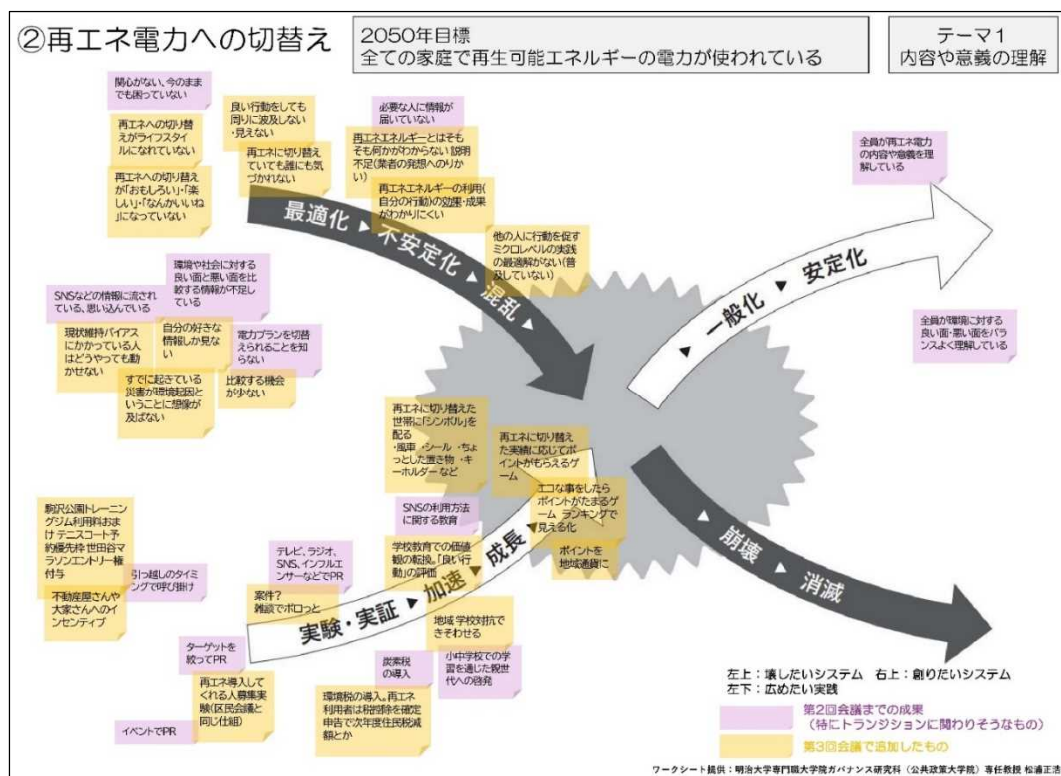 ②再エネ電力への切替え
2050年目標
全ての家庭で再生可能エネルギーの電力が使われている
テーマ1
内容や意義の理解
関心がない、今のまま
でも困っていない
良い行動をしても
周りに波及しない
・見えない
必要な人に情報が
届いていない
再エネへの切り替
えがライフスタイ
ルになれていない
再エネに切り替え
ていても誰にも気
づかれない
再エネエネルギーとはそも
そも何かがわからない 説明
不足(業者の発想へのりか
い)
再エネへの切り替え
が「おもしろい」・「楽
しい」・「なんかいいね
」になっていない
再エネエネルギーの利用(
自分の行動)の効果・成果
がわかりにくい
他の人に行動を促す
ミクロレベルの実践
の最適解がない(普
及していない)
最適化 ▶ 不安定化 ▶ 混乱 ▶
全員が再エネ電力
の内容や意義を理
解している
▶ 一般化 ▶ 安定化
全員が環境に対する
良い面・悪い面をバラ
ンスよく理解している
環境や社会に対する
良い面と悪い面を比
較する情報が不足し
ている
SNSなどの情報に流され
ている、思い込んでいる
現状維持バイアス
にかかっている人
はどうやっても動
かせない
自分の好きな
情報しか見な
い
電力プランを切替
えられることを知
らない
すでに起きている
災害が環境起因と
いうことに想像が
及ばない
比較する機会
が少ない
再エネに切り替えた
世帯に「シンボル」を
配る
・風車 ・シール ・ちょ
っとした置き物 ・キ
ーホルダー など
再エネに切り替え
た実績に応じてポ
イントがもらえるゲ
ーム
エコな事をしたら
ポイントがたまるゲ
ーム ランキングで
見える化
SNSの利用方法
に関する教育
学校教育での価値
観の転換。「良い行
動」の評価
ポイントを
地域通貨に
駒沢公園トレーニン
グジム利用料おま
け テニスコート予
約優先枠 世田谷マ
ラソンエントリー権
付与
引っ越しのタイミ
ングで呼び掛け
テレビ、ラジオ、
SNS、インフルエ
ンサーなどでPR
不動産屋さんや
大家さんへのイ
ンセンティブ
案件?
雑談でポロっと
実験・実証 ▶ 加速 ▶ 成長 ▶
▶ 崩壊 ▶ 消滅
地域 学校対抗で
きそわせる
ターゲットを
絞ってPR
炭素税
の導入
小中学校での学
習を通じた親世
代への啓発
再エネ導入して
くれる人募集実
験(区民会議と
同じ仕組)
環境税の導入。再エネ
利用者は税控除を確定
申告で次年度住民税減
額とか
イベントでPR
左上:壊したいシステム 右上:創りたいシステム
左下:広めたい実践
第2回会議までの成果
(特にトランジションに関わりそうなもの)
第3回会議で追加したもの
ワークシート提供:明治大学専門職大学院ガバナンス研究科(公共政策大学院)専任教授 松浦正浩